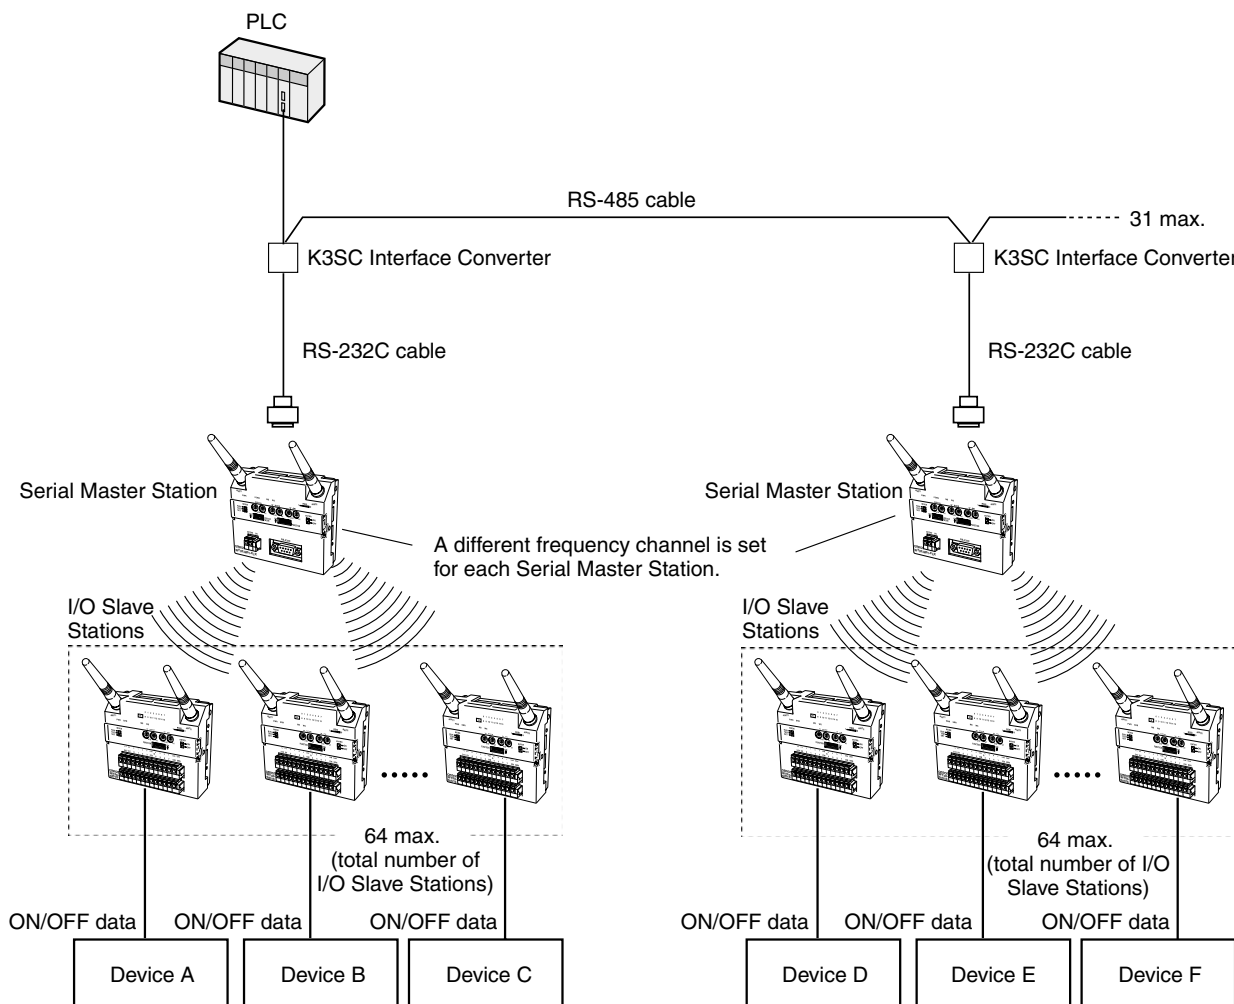 PLC
RS-485 cable
31 max.
K3SC Interface Converter
K3SC Interface Converter
RS-232C cable
RS-232C cable
Serial Master Station
Serial Master Station
A different frequency channel is set
for each Serial Master Station.
I/O Slave
Stations
I/O Slave
Stations
64 max.
(total number of
I/O Slave Stations)
64 max.
(total number of I/O
Slave Stations)
ON/OFF data
ON/OFF data
ON/OFF data
ON/OFF data
ON/OFF data
ON/OFF data
Device A
Device B
Device C
Device D
Device E
Device F